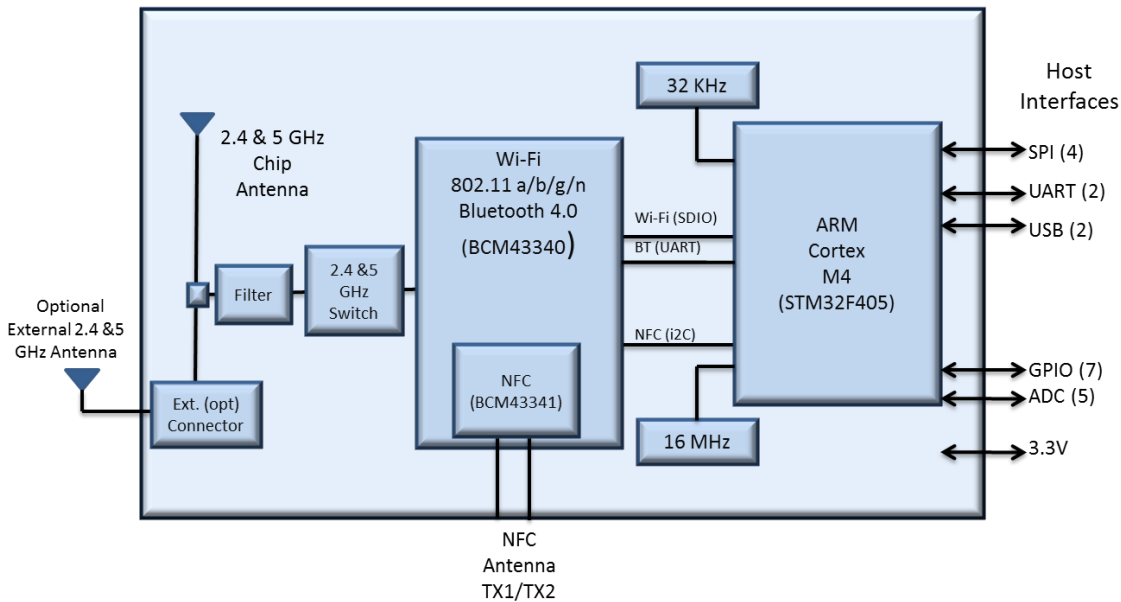 Host
Interfaces
32 KHz
2.4 & 5 GHz
Chip
Antenna
Wi-Fi
802.11 a/b/g/n
Bluetooth 4.0
(BCM43340)
SPI (4)
UART (2)
USB (2)
Wi-Fi (SDIO)
BT (UART)
ARM
Cortex
M4
(STM32F405)
Filter
2.4 &5
GHz
Switch
Optional
External 2.4 &5
GHz Antenna
NFC (i2C)
NFC
(BCM43341)
GPIO (7)
ADC (5)
Ext. (opt)
Connector
16 MHz
3.3V
NFC
Antenna
TX1/TX2